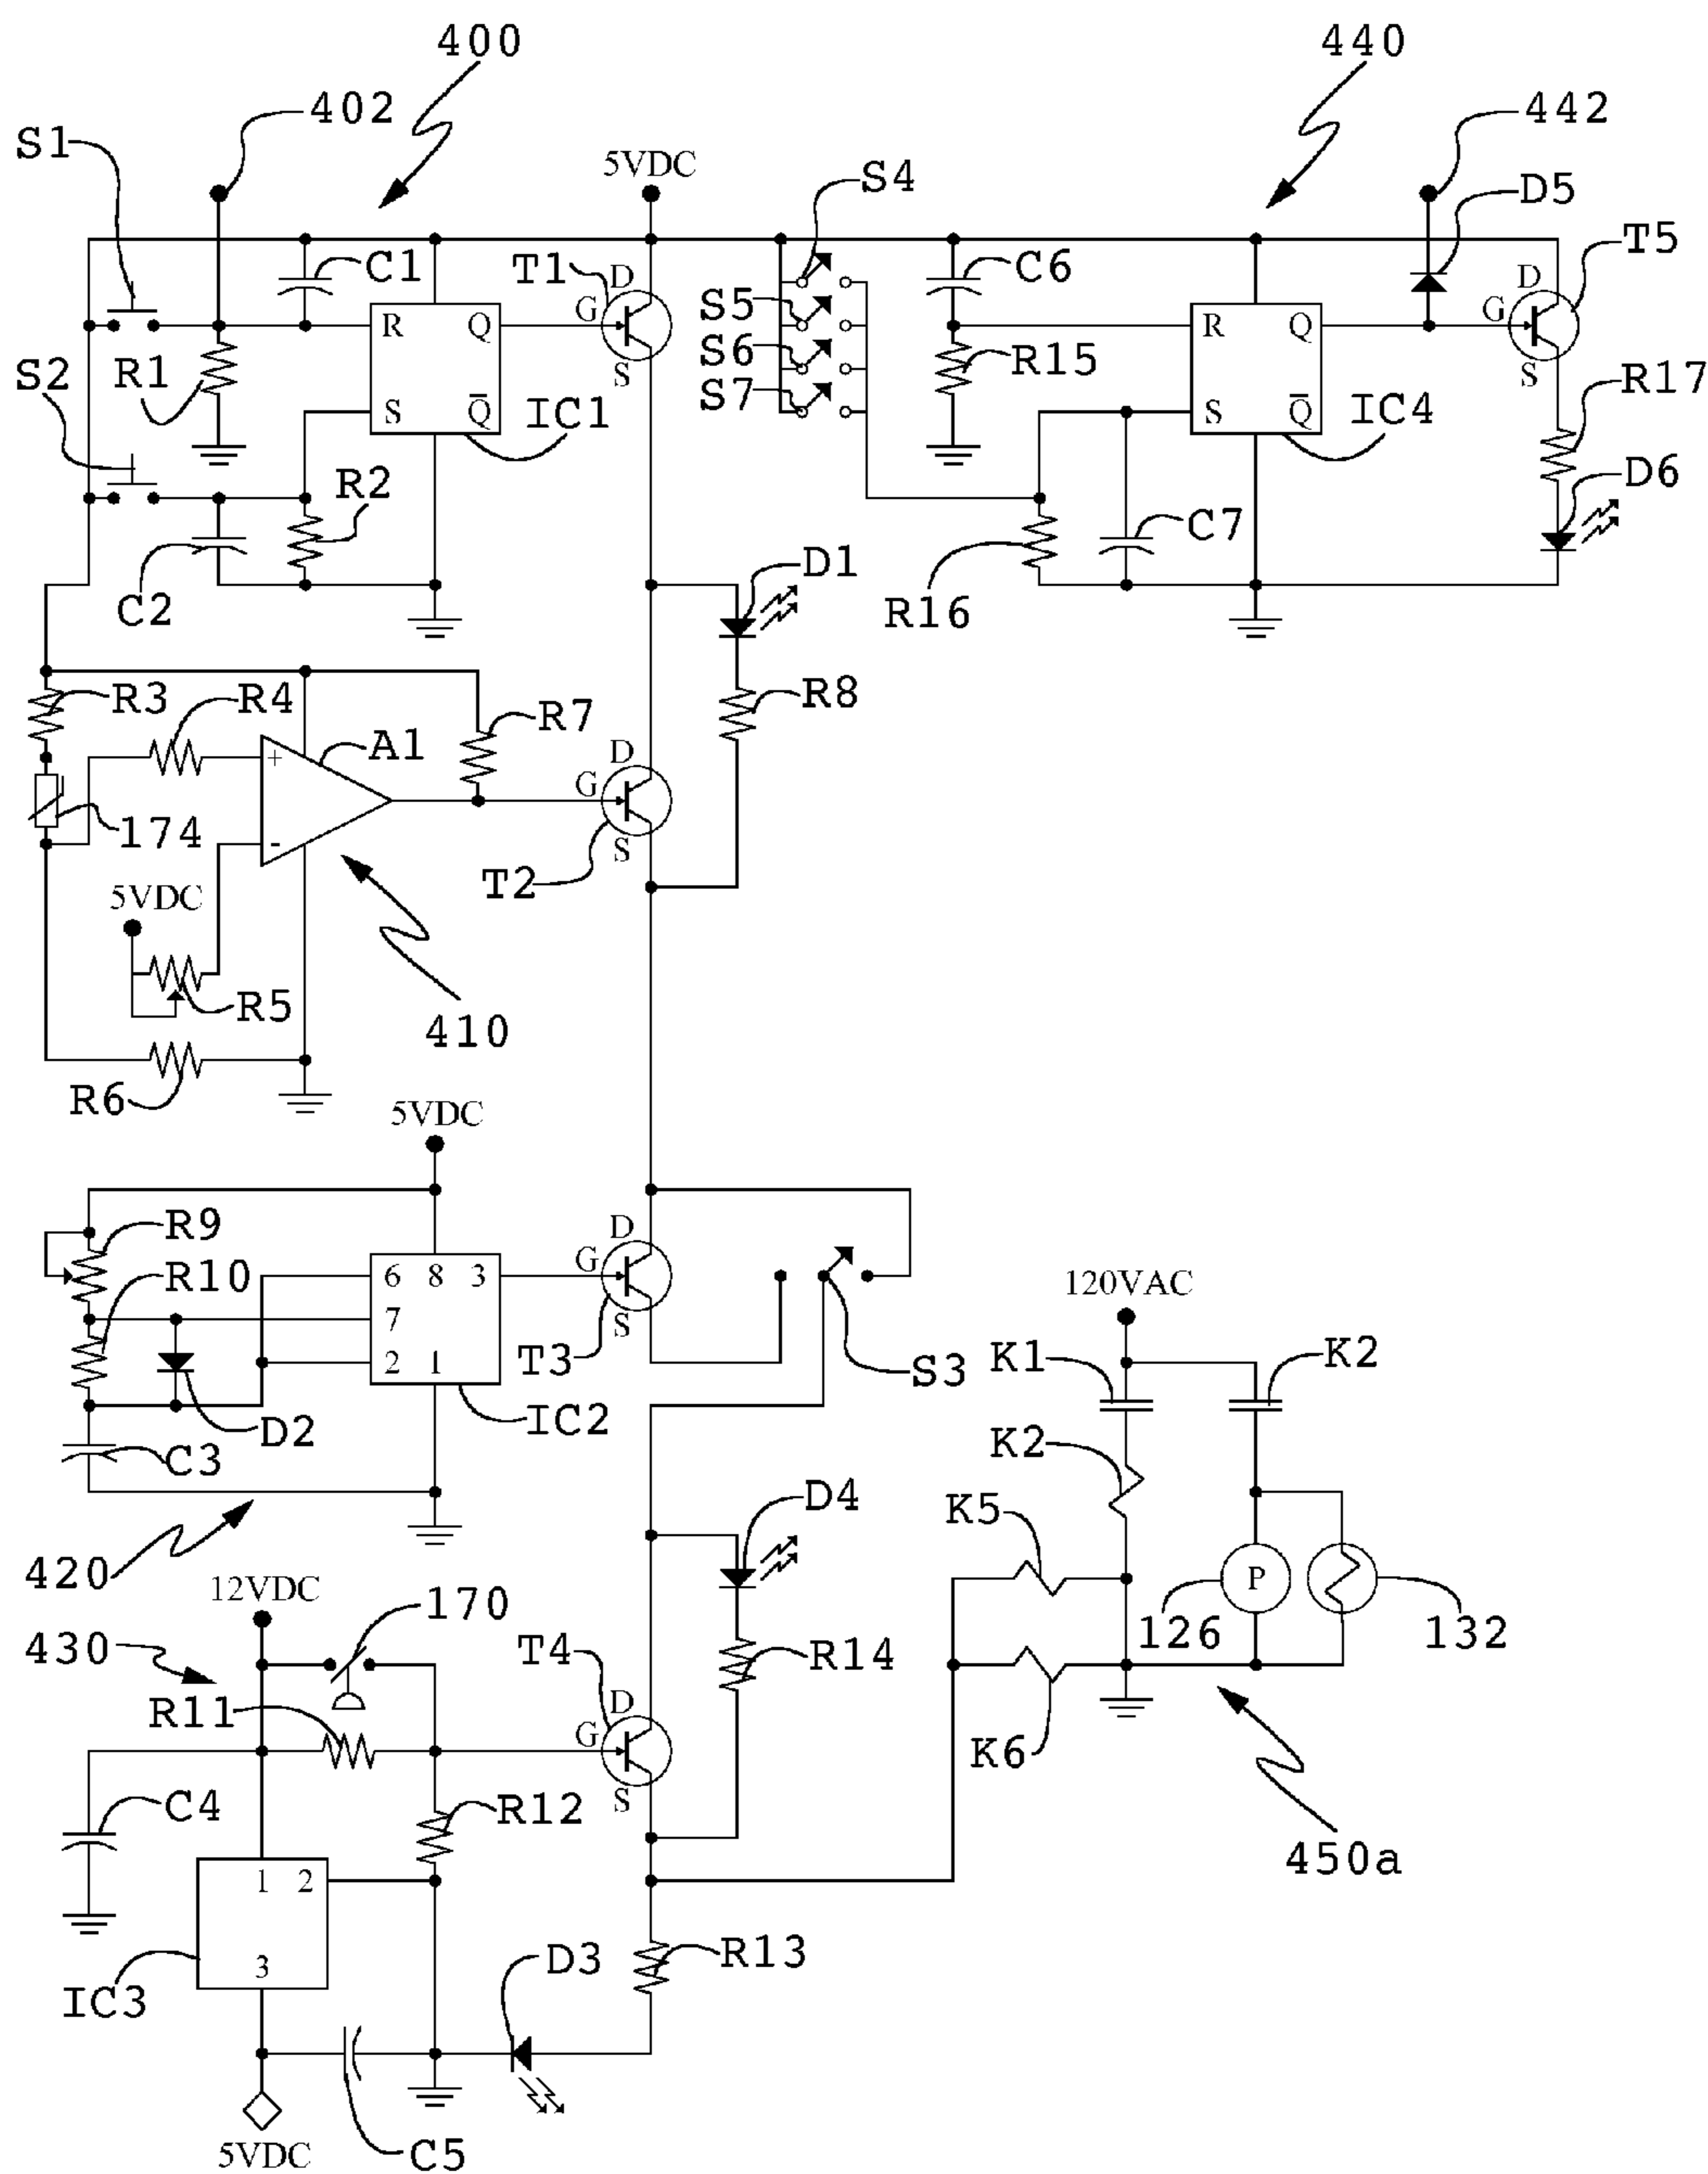 400
440
402
442
S1
5VDC
S4
D5
C1
T1
D
C6
D
T5
G
S5
G
R
Q
R
Q
S2
R1
S
S6
R15
S
R17
S
Q̅
IC1
S7
S
Q̅
IC4
R2
D6
C7
D1
C2
R16
R3
R4
R7
R8
A1
D
+
G
174
-
S
T2
5VDC
R5
410
R6
5VDC
R9
D
R10
6
8
3
G
120VAC
7
S
2
1
T3
S3
K1
K2
IC2
D2
C3
K2
D4
K5
420
12VDC
170
430
T4
R14
126
132
P
R11
D
G
K6
C4
R12
S
450a
1
2
D3
R13
3
IC3
5VDC
C5